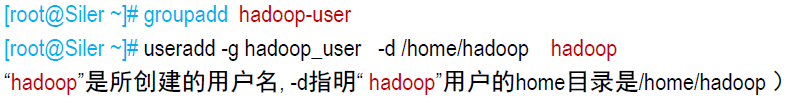 [root@Siler ~]# groupadd hadoop-user
[root@Siler ~]# useradd -g hadoop_user -d /home/hadoop hadoop
“hadoop”是所创建的用户名, -d指明“ hadoop”用户的home目录是/home/hadoop ）